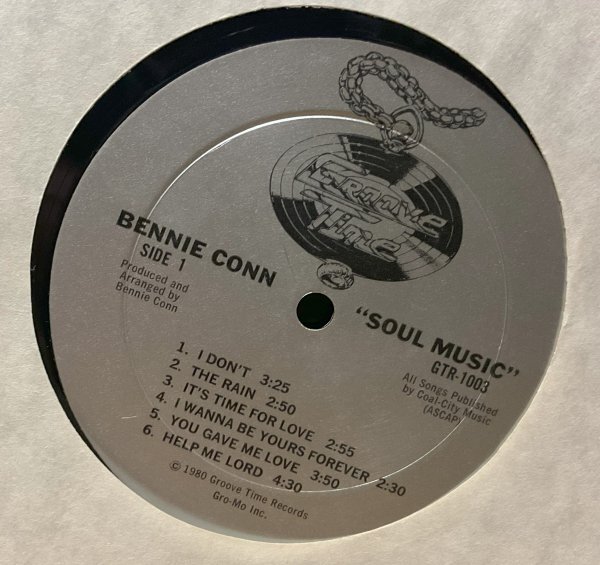 GROOVE
TIME
BENNIE CONN
SIDE 1
Produced and
Arranged by
Bennie Conn
"SOUL MUSIC"
GTR-1003
All Songs Published
by Coal-City Music
(ASCAP)
1. I DON'T 3:25
2. THE RAIN 2:50
3. IT'S TIME FOR LOVE 2:55
4. I WANNA BE YOURS FOREVER 2:30
5. YOU GAVE ME LOVE 3:50
6. HELP ME LORD 4:30
© 1980 Groove Time Records
Gro-Mo Inc.